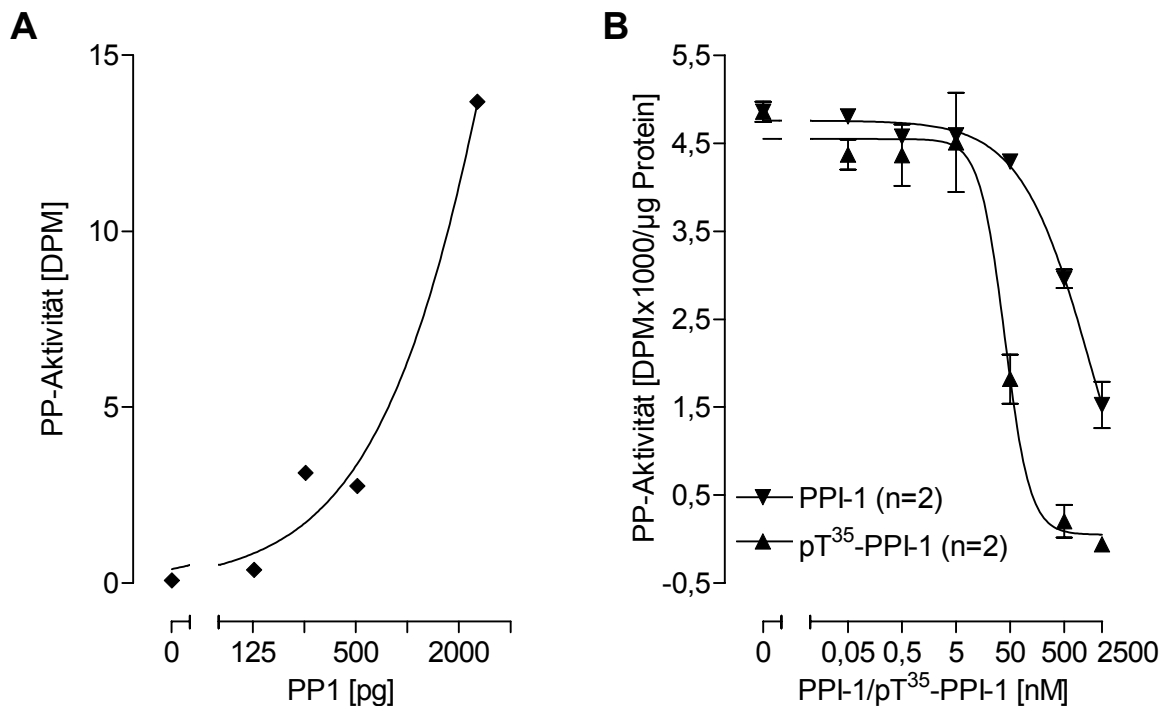 A
15
10
5
0
PP-Aktivität [DPM]
0 125 500 2000
PP1 [pg]
B
5,5
4,5
3,5
2,5
1,5
0,5
-0,5
PP-Aktivität [DPMx1000/µg Protein]
PPI-1 (n=2)
pT³⁵-PPI-1 (n=2)
0 0,05 0,5 5 50 500 2500
PPI-1/pT³⁵-PPI-1 [nM]